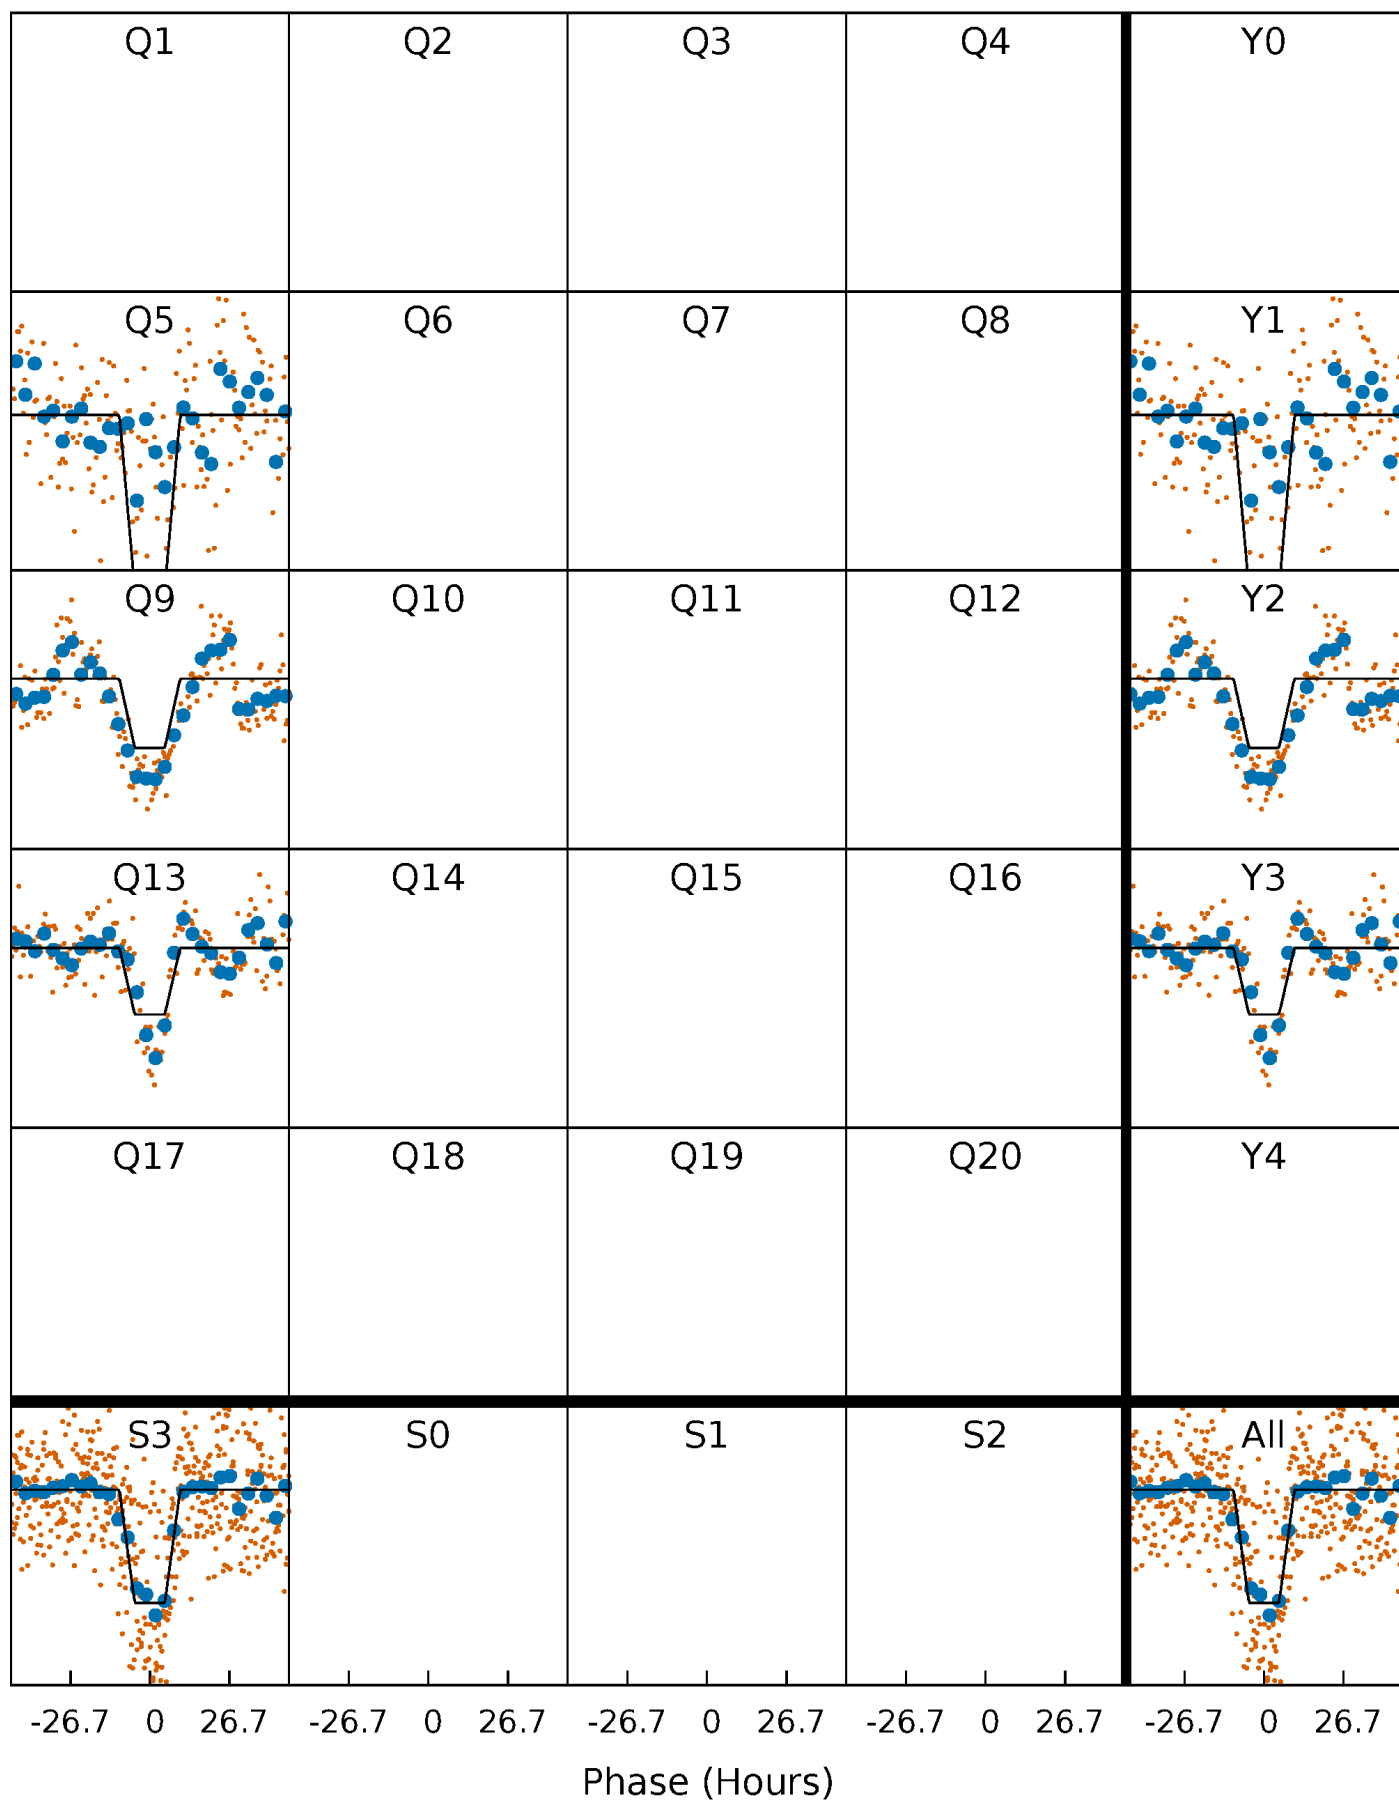 Q1 Q2 Q3 Q4 Y0
Q5 Q6 Q7 Q8 Y1
Q9 Q10 Q11 Q12 Y2
Q13 Q14 Q15 Q16 Y3
Q17 Q18 Q19 Q20 Y4
S3 S0 S1 S2 All
-26.7 0 26.7 -26.7 0 26.7 -26.7 0 26.7 -26.7 0 26.7 -26.7 0 26.7
Phase (Hours)